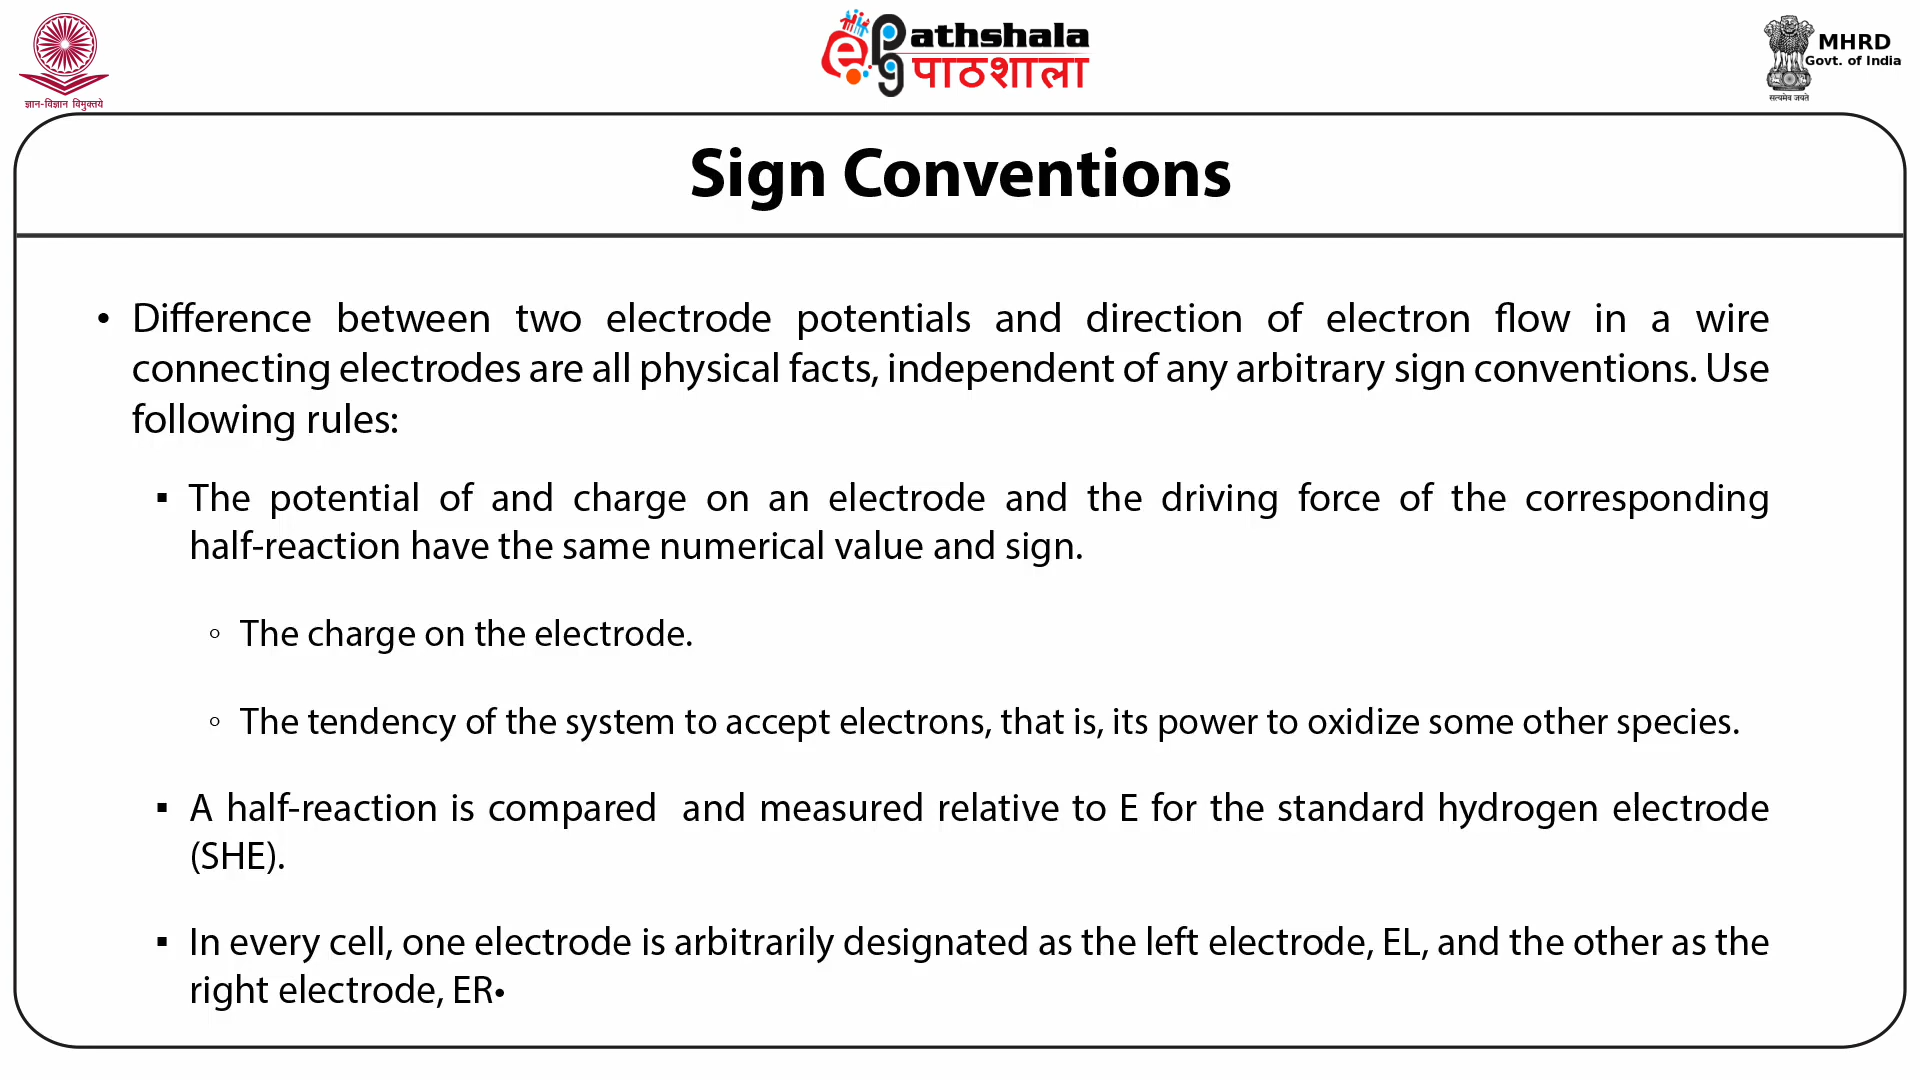 ज्ञान-विज्ञान विमुक्तये
ePathshala
पाठशाला
MHRD
Govt. of India
सत्यमेव जयते
Sign Conventions
• Difference between two electrode potentials and direction of electron flow in a wire
connecting electrodes are all physical facts, independent of any arbitrary sign conventions. Use
following rules:
▪ The potential of and charge on an electrode and the driving force of the corresponding
half-reaction have the same numerical value and sign.
◦ The charge on the electrode.
◦ The tendency of the system to accept electrons, that is, its power to oxidize some other species.
▪ A half-reaction is compared and measured relative to E for the standard hydrogen electrode
(SHE).
▪ In every cell, one electrode is arbitrarily designated as the left electrode, EL, and the other as the
right electrode, ER•